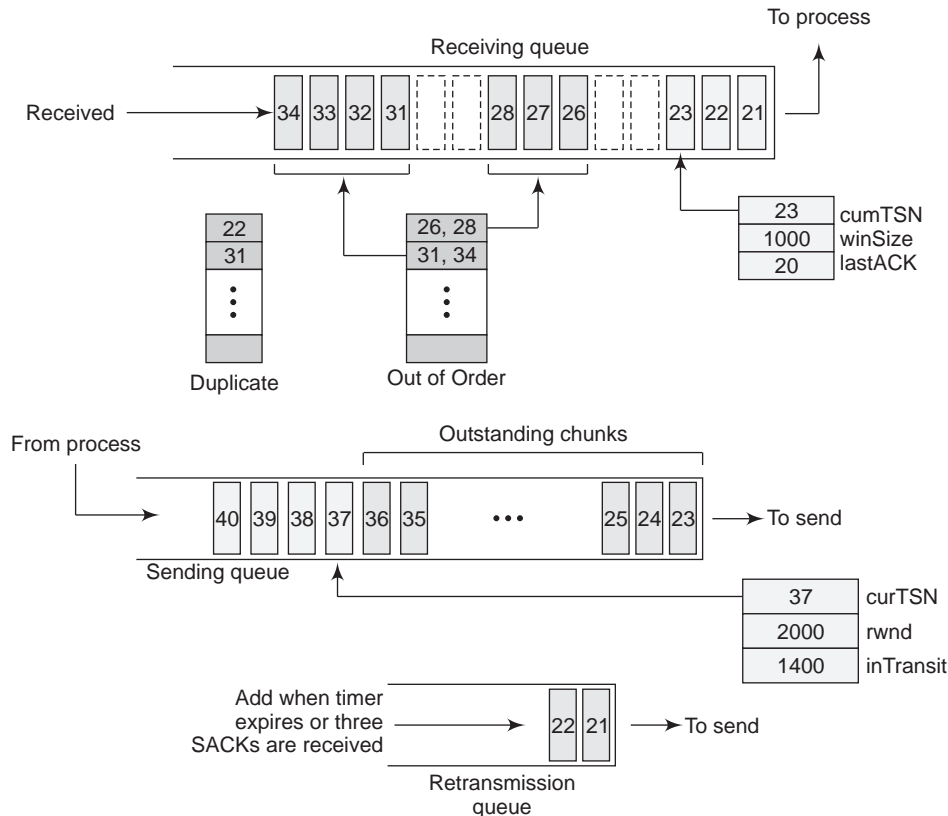 To process
Receiving queue
Received
34 33 32 31 28 27 26 23 22 21
22
31
Duplicate
26, 28
31, 34
Out of Order
23 cumTSN
1000 winSize
20 lastACK
From process
Outstanding chunks
40 39 38 37 36 35 ••• 25 24 23
To send
Sending queue
37 curTSN
2000 rwnd
1400 inTransit
Add when timer
expires or three
SACKs are received
22 21
To send
Retransmission
queue